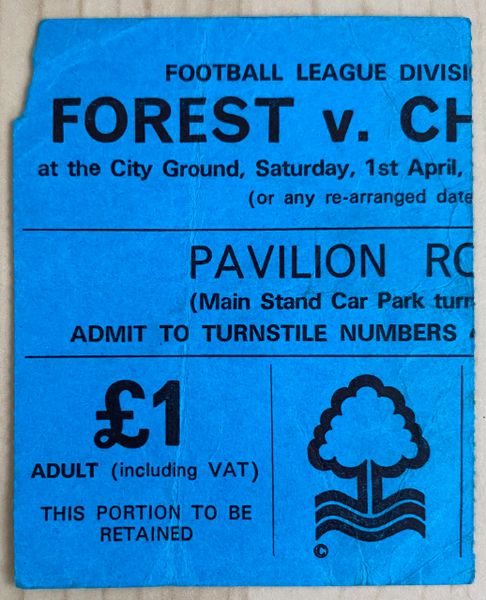 FOOTBALL LEAGUE DIVISI
FOREST v. CH
at the City Ground, Saturday, 1st April,
(or any re-arranged date
PAVILION RO
(Main Stand Car Park turn
ADMIT TO TURNSTILE NUMBERS
£1
ADULT (including VAT)
THIS PORTION TO BE
RETAINED
©